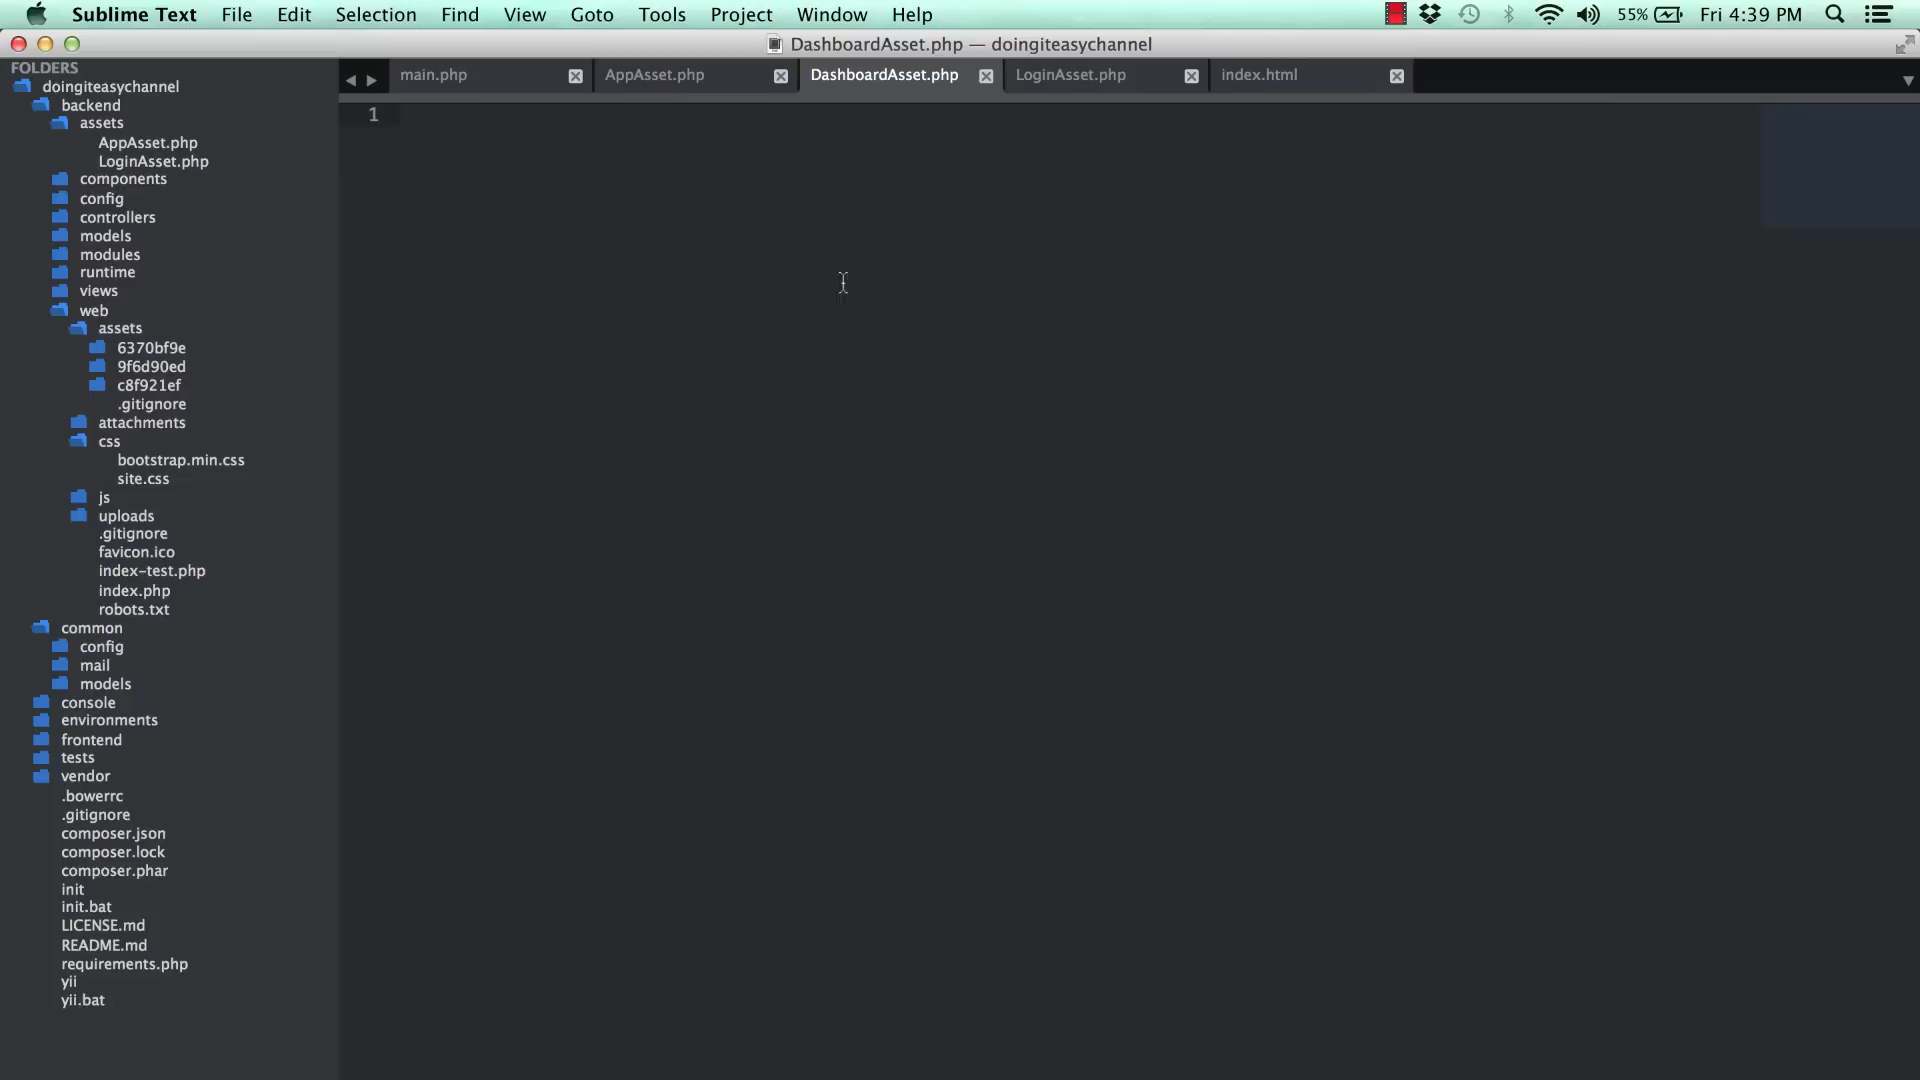 Sublime Text File Edit Selection Find View Goto Tools Project Window Help 55% Fri 4:39 PM
DashboardAsset.php — doingiteasychannel
FOLDERS
main.php AppAsset.php DashboardAsset.php LoginAsset.php index.html
1
doingiteasychannel
backend
assets
AppAsset.php
LoginAsset.php
components
config
controllers
models
modules
runtime
views
web
assets
6370bf9e
9f6d90ed
c8f921ef
.gitignore
attachments
css
bootstrap.min.css
site.css
js
uploads
.gitignore
favicon.ico
index-test.php
index.php
robots.txt
common
config
mail
models
console
environments
frontend
tests
vendor
.bowerrc
.gitignore
composer.json
composer.lock
composer.phar
init
init.bat
LICENSE.md
README.md
requirements.php
yii
yii.bat